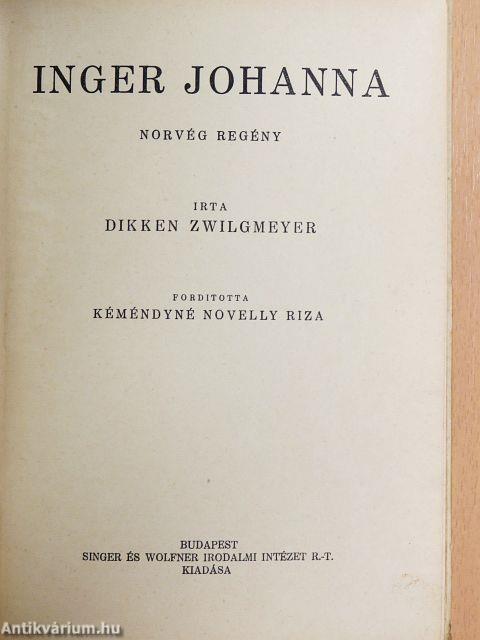 INGER JOHANNA
NORVÉG REGÉNY
IRTA
DIKKEN ZWILGMEYER
FORDITOTTA
KÉMÉNDYNÉ NOVELLY RIZA
BUDAPEST
SINGER ÉS WOLFNER IRODALMI INTÉZET R.-T.
KIADÁSA
Antikvárium.hu